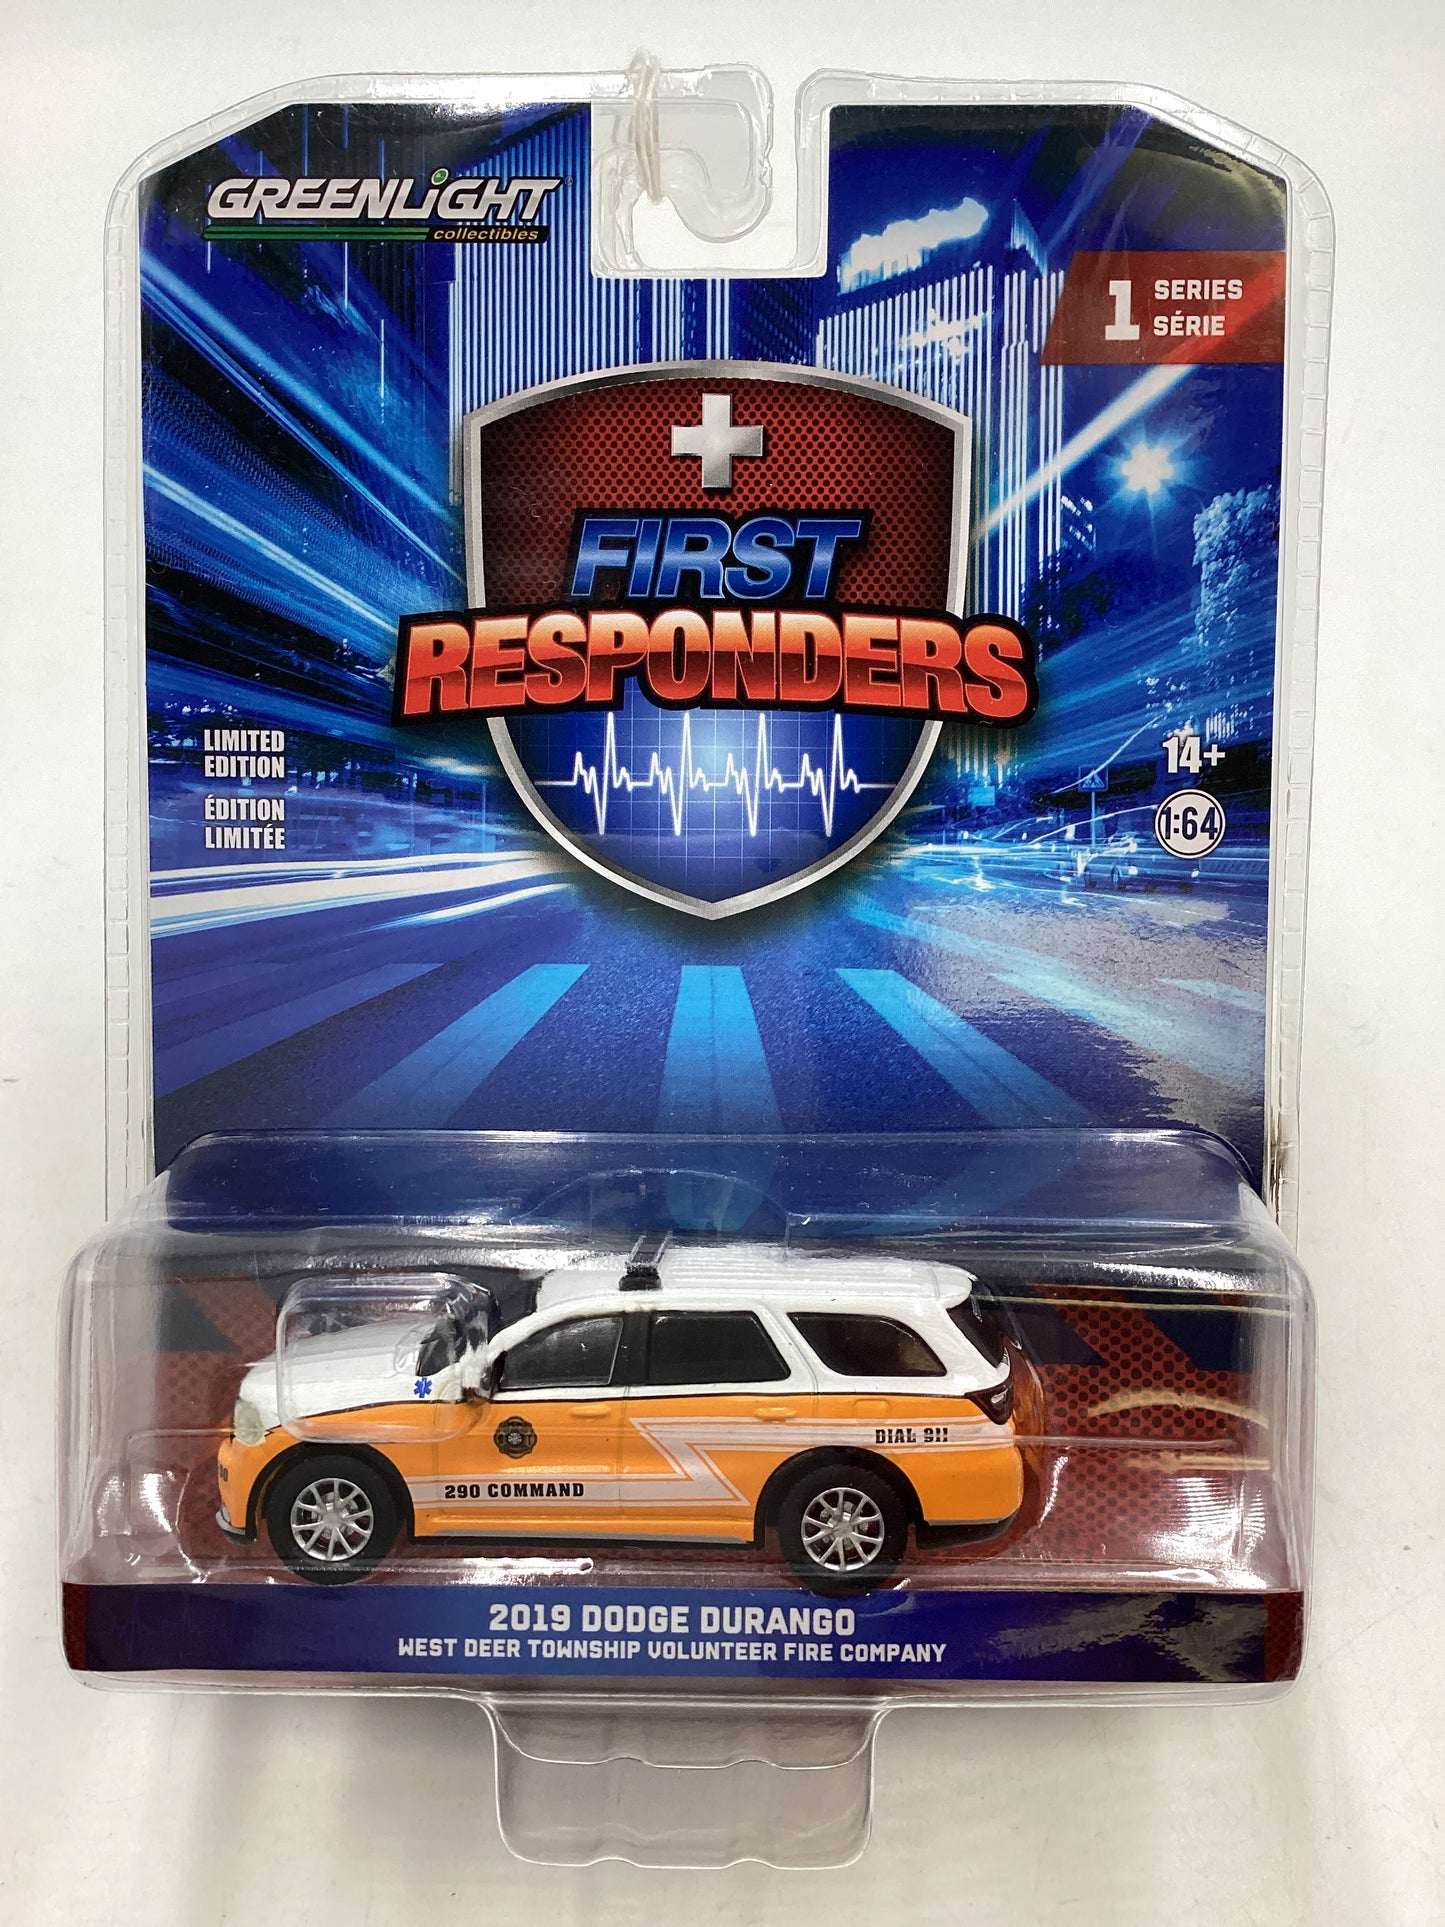 GREENLiGHT
collectibles
1 SERIES
SÉRIE
FIRST
RESPONDERS
LIMITED
EDITION
ÉDITION
LIMITÉE
14+
1:64
DIAL 911
290 COMMAND
2019 DODGE DURANGO
WEST DEER TOWNSHIP VOLUNTEER FIRE COMPANY